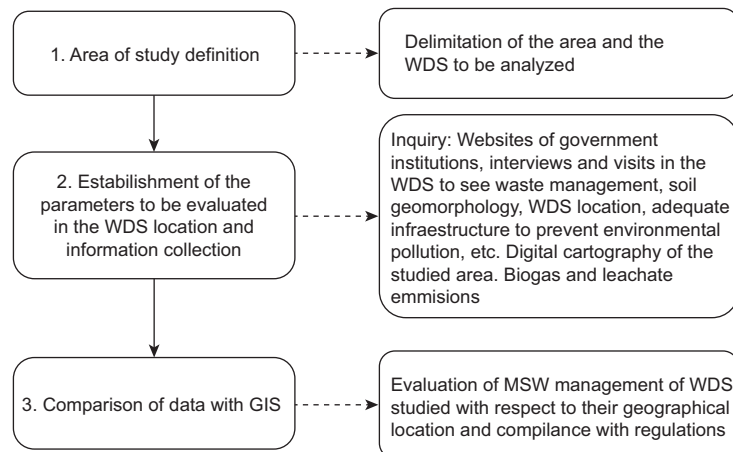 1. Area of study definition
Delimitation of the area and the
WDS to be analyzed
2. Estabilishment of the
parameters to be evaluated
in the WDS location and
information collection
Inquiry: Websites of government
institutions, interviews and visits in the
WDS to see waste management, soil
geomorphology, WDS location, adequate
infraestructure to prevent environmental
pollution, etc. Digital cartography of the
studied area. Biogas and leachate
emmisions
3. Comparison of data with GIS
Evaluation of MSW management of WDS
studied with respect to their geographical
location and compilance with regulations